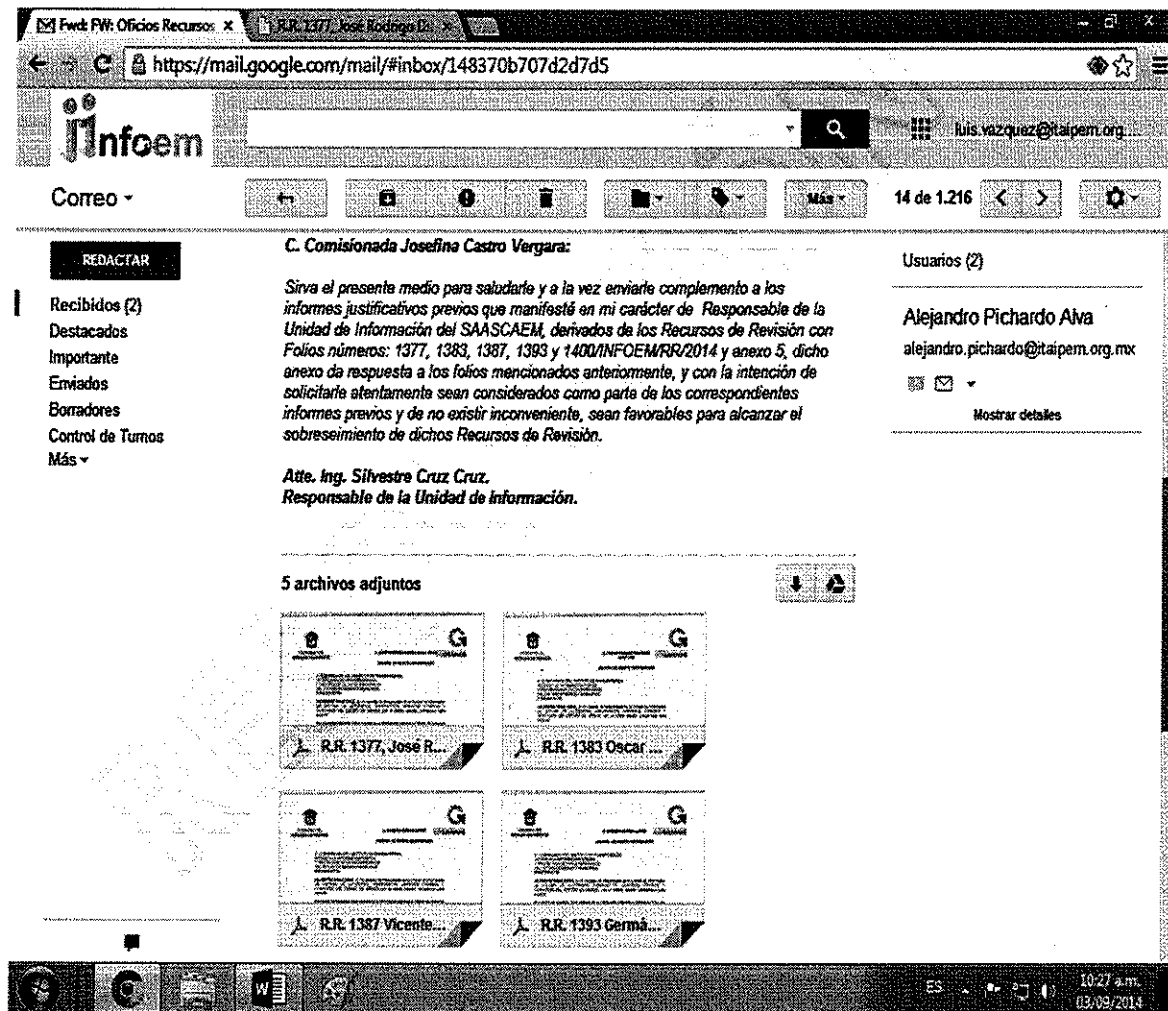 Fwd: FW: Oficios Recursos
R.R. 1377, José Rodrigo
https://mail.google.com/mail/#inbox/148370b707d2d7d5
infoem
luis.vazquez@itaipem.org....
Correo
Más
14 de 1.216
REDACTAR
Recibidos (2)
Destacados
Importante
Enviados
Borradores
Control de Turnos
Más
C. Comisionada Josefina Castro Vergara:
Sirva el presente medio para saludarle y a la vez enviarle complemento a los
informes justificativos previos que manifesté en mi carácter de Responsable de la
Unidad de Información del SAASCAEM, derivados de los Recursos de Revisión con
Folios números: 1377, 1383, 1387, 1393 y 1400/INFOEM/RR/2014 y anexo 5, dicho
anexo da respuesta a los folios mencionados anteriormente, y con la intención de
solicitarle atentamente sean considerados como parte de los correspondientes
informes previos y de no existir inconveniente, sean favorables para alcanzar el
sobreseimiento de dichos Recursos de Revisión.
Atte. Ing. Silvestre Cruz Cruz.
Responsable de la Unidad de Información.
Usuarios (2)
Alejandro Pichardo Alva
alejandro.pichardo@itaipem.org.mx
Mostrar detalles
5 archivos adjuntos
R.R. 1377, José R...
R.R. 1383 Oscar ...
R.R. 1387 Vicente...
R.R. 1393 Germá...
ES
10:27 a.m.
03/09/2014